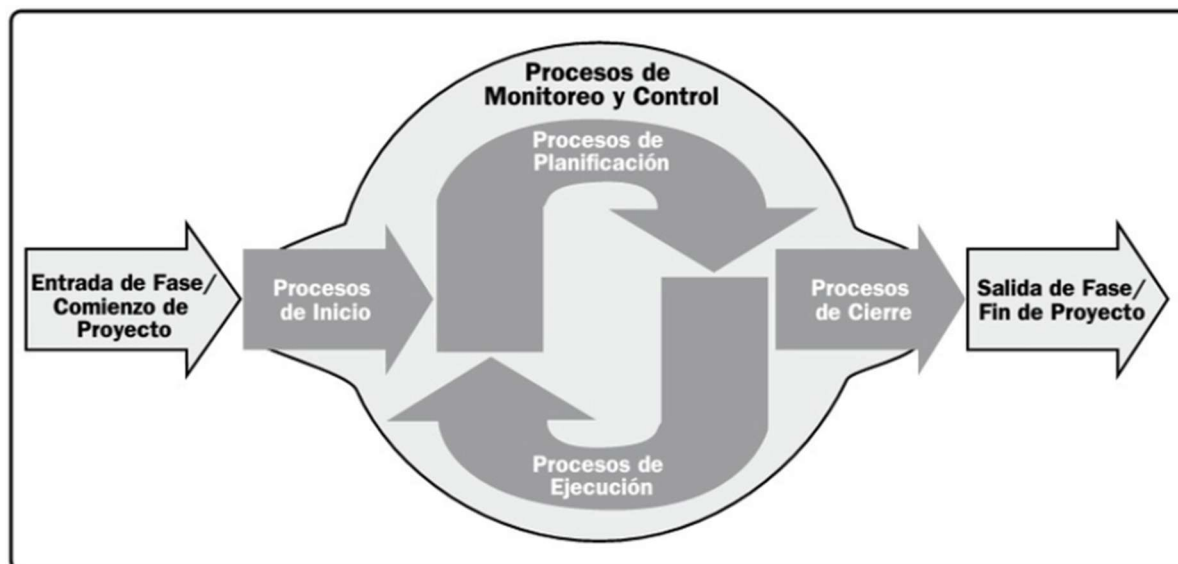 Procesos de
Monitoreo y Control
Procesos de
Planificación
Entrada de Fase/
Comienzo de
Proyecto
Procesos
de Inicio
Procesos
de Cierre
Salida de Fase/
Fin de Proyecto
Procesos de
Ejecución